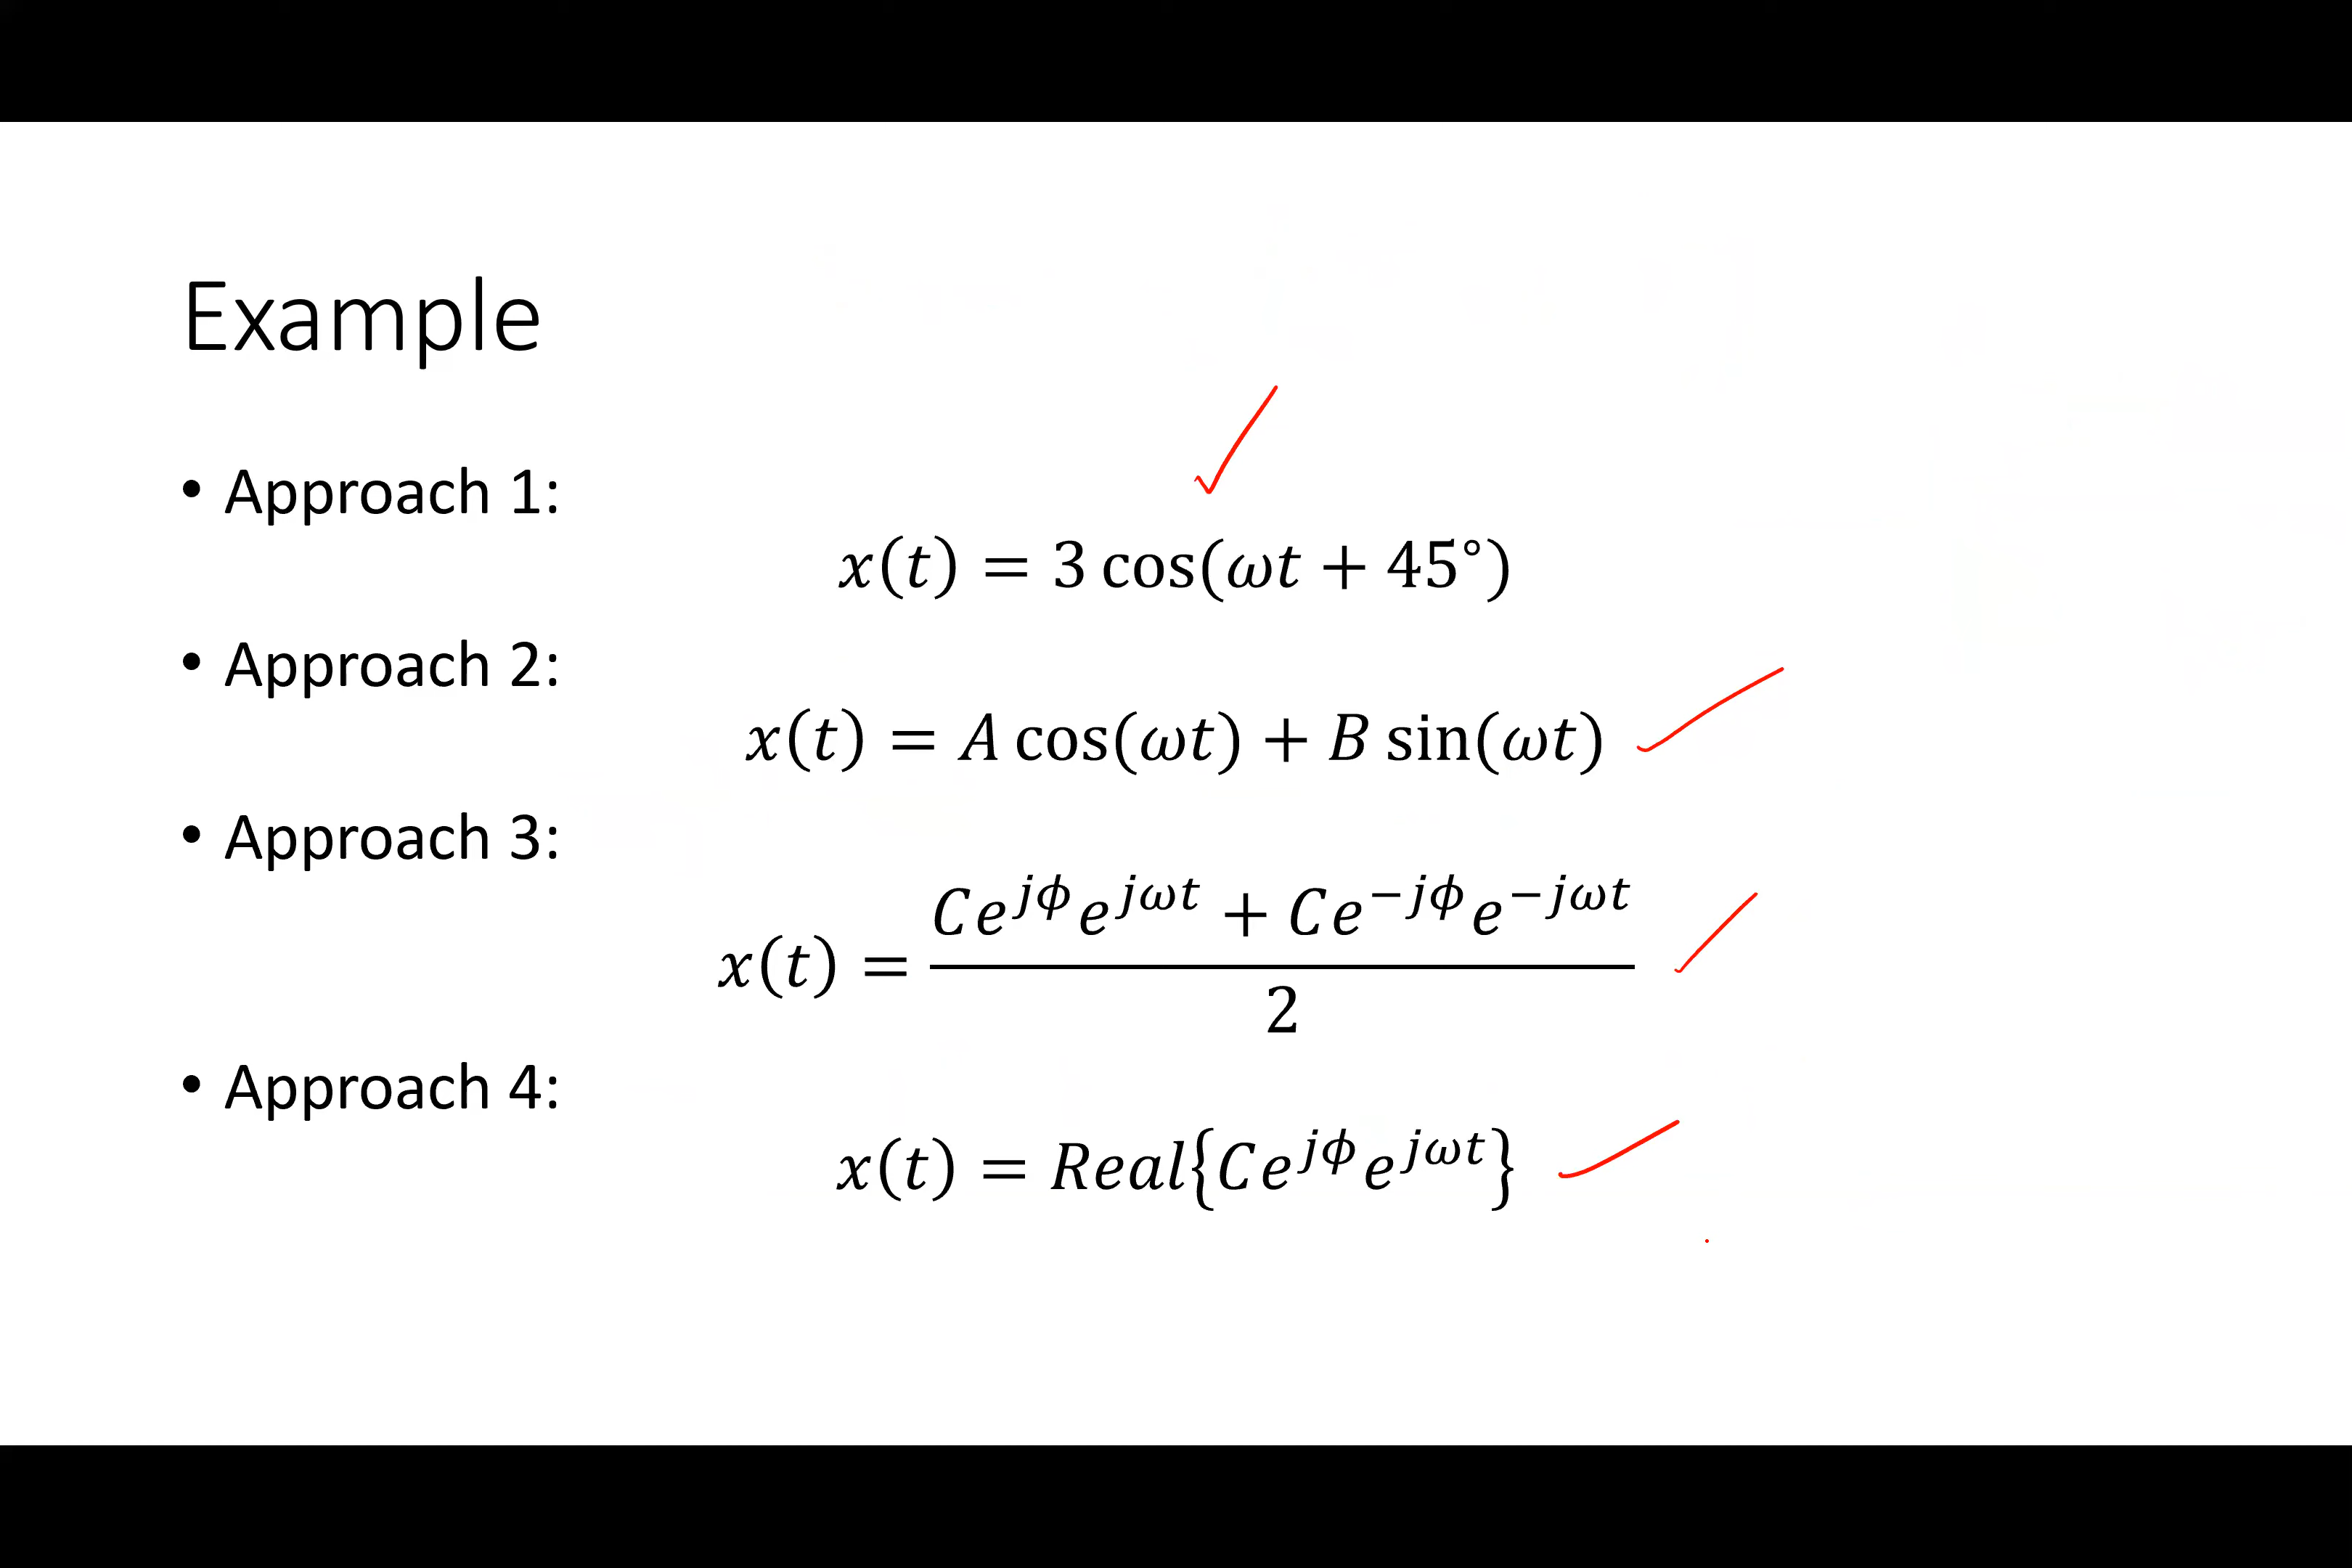 Example
• Approach 1:
x(t) = 3 cos(ωt + 45°)
• Approach 2:
x(t) = A cos(ωt) + B sin(ωt)
• Approach 3:
x(t) = \frac{Ce^{jϕ}e^{jωt} + Ce^{−jϕ}e^{−jωt}}{2}
• Approach 4:
x(t) = Real{Ce^{jϕ}e^{jωt}}